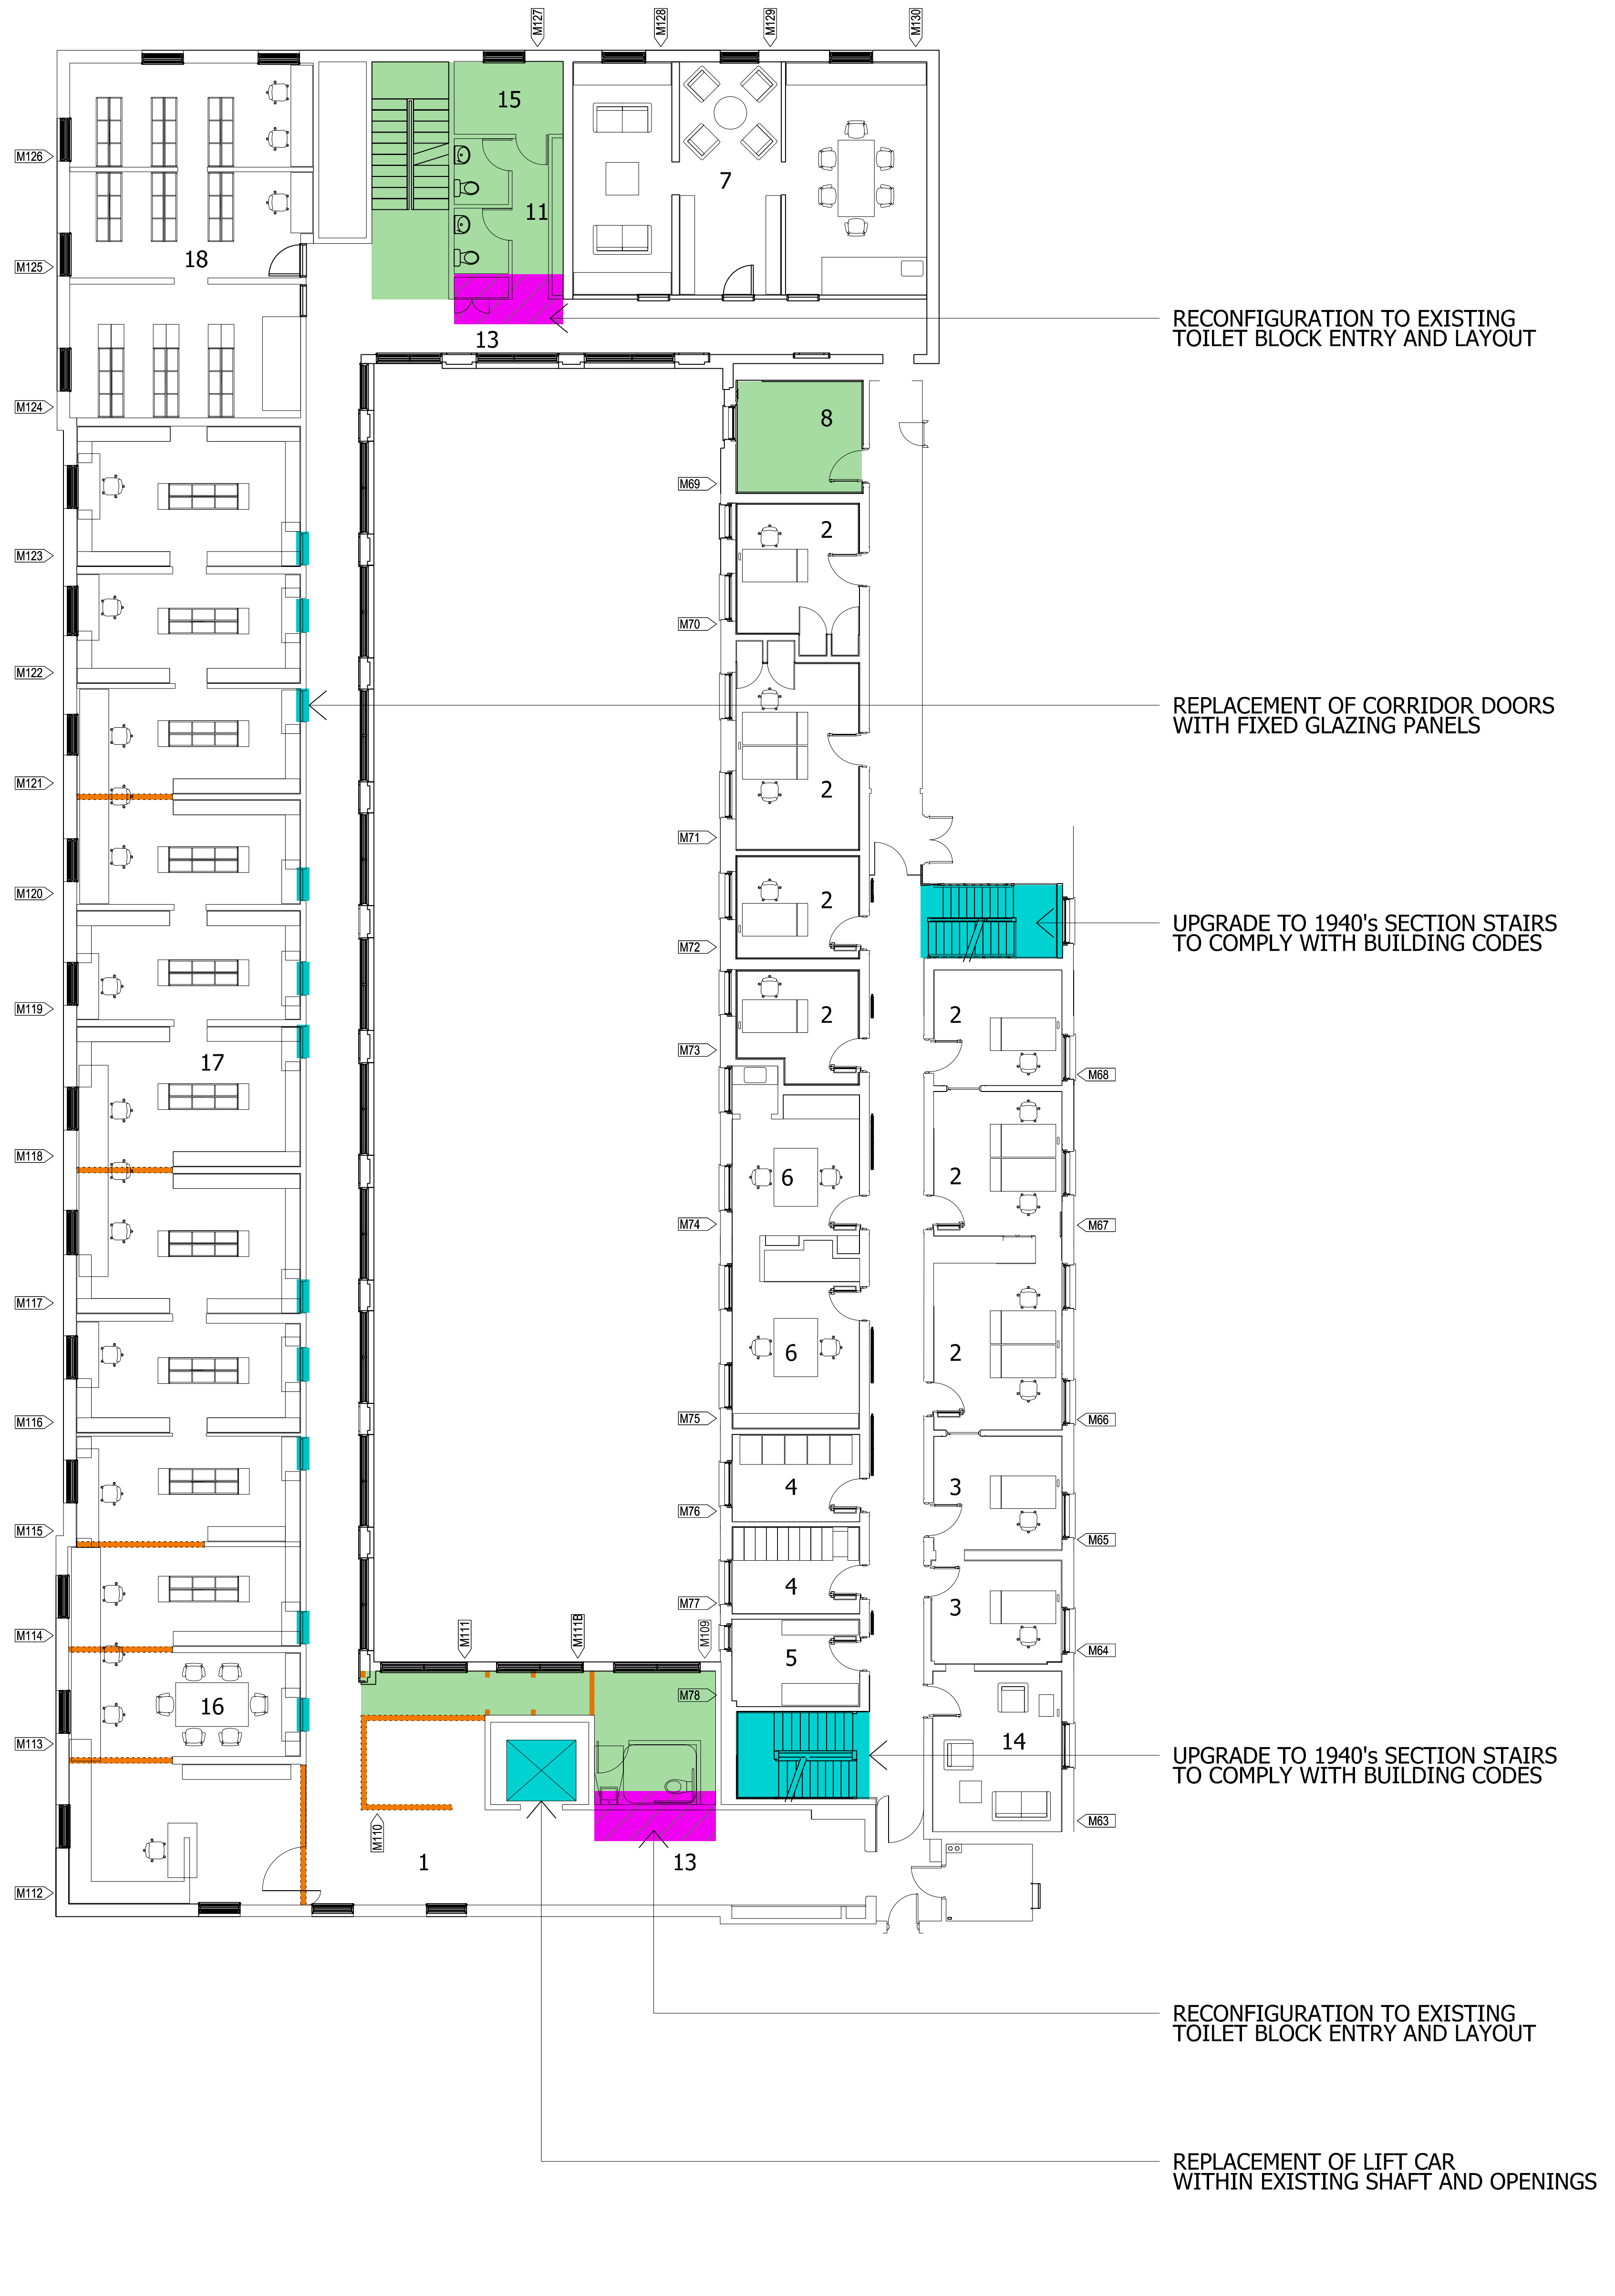 M127
M128
M129
M130
15
M126
7
11
M125
18
RECONFIGURATION TO EXISTING
TOILET BLOCK ENTRY AND LAYOUT
13
M124
8
M69
2
M123
M70
M122
REPLACEMENT OF CORRIDOR DOORS
WITH FIXED GLAZING PANELS
M121
2
M71
M120
2
UPGRADE TO 1940's SECTION STAIRS
TO COMPLY WITH BUILDING CODES
M72
M119
2
2
M73
17
M68
M118
6
2
M74
M67
M117
6
2
M75
M66
M116
4
3
M76
M115
M65
4
3
M77
M114
M111
M111B
M109
5
M64
M78
16
14
M113
UPGRADE TO 1940's SECTION STAIRS
TO COMPLY WITH BUILDING CODES
M63
M110
1
13
M112
RECONFIGURATION TO EXISTING
TOILET BLOCK ENTRY AND LAYOUT
REPLACEMENT OF LIFT CAR
WITHIN EXISTING SHAFT AND OPENINGS